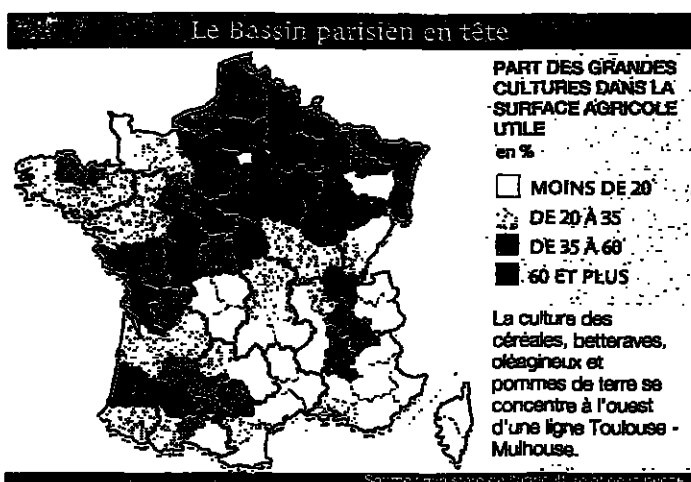 Le Bassin parisien en tête
PART DES GRANDES
CULTURES DANS LA
SURFACE AGRICOLE
UTILE
en %
MOINS DE 20
DE 20 À 35
DE 35 À 60
60 ET PLUS
La culture des
céréales, betteraves,
oléagineux et
pommes de terre se
concentre à l'ouest
d'une ligne Toulouse -
Mulhouse.